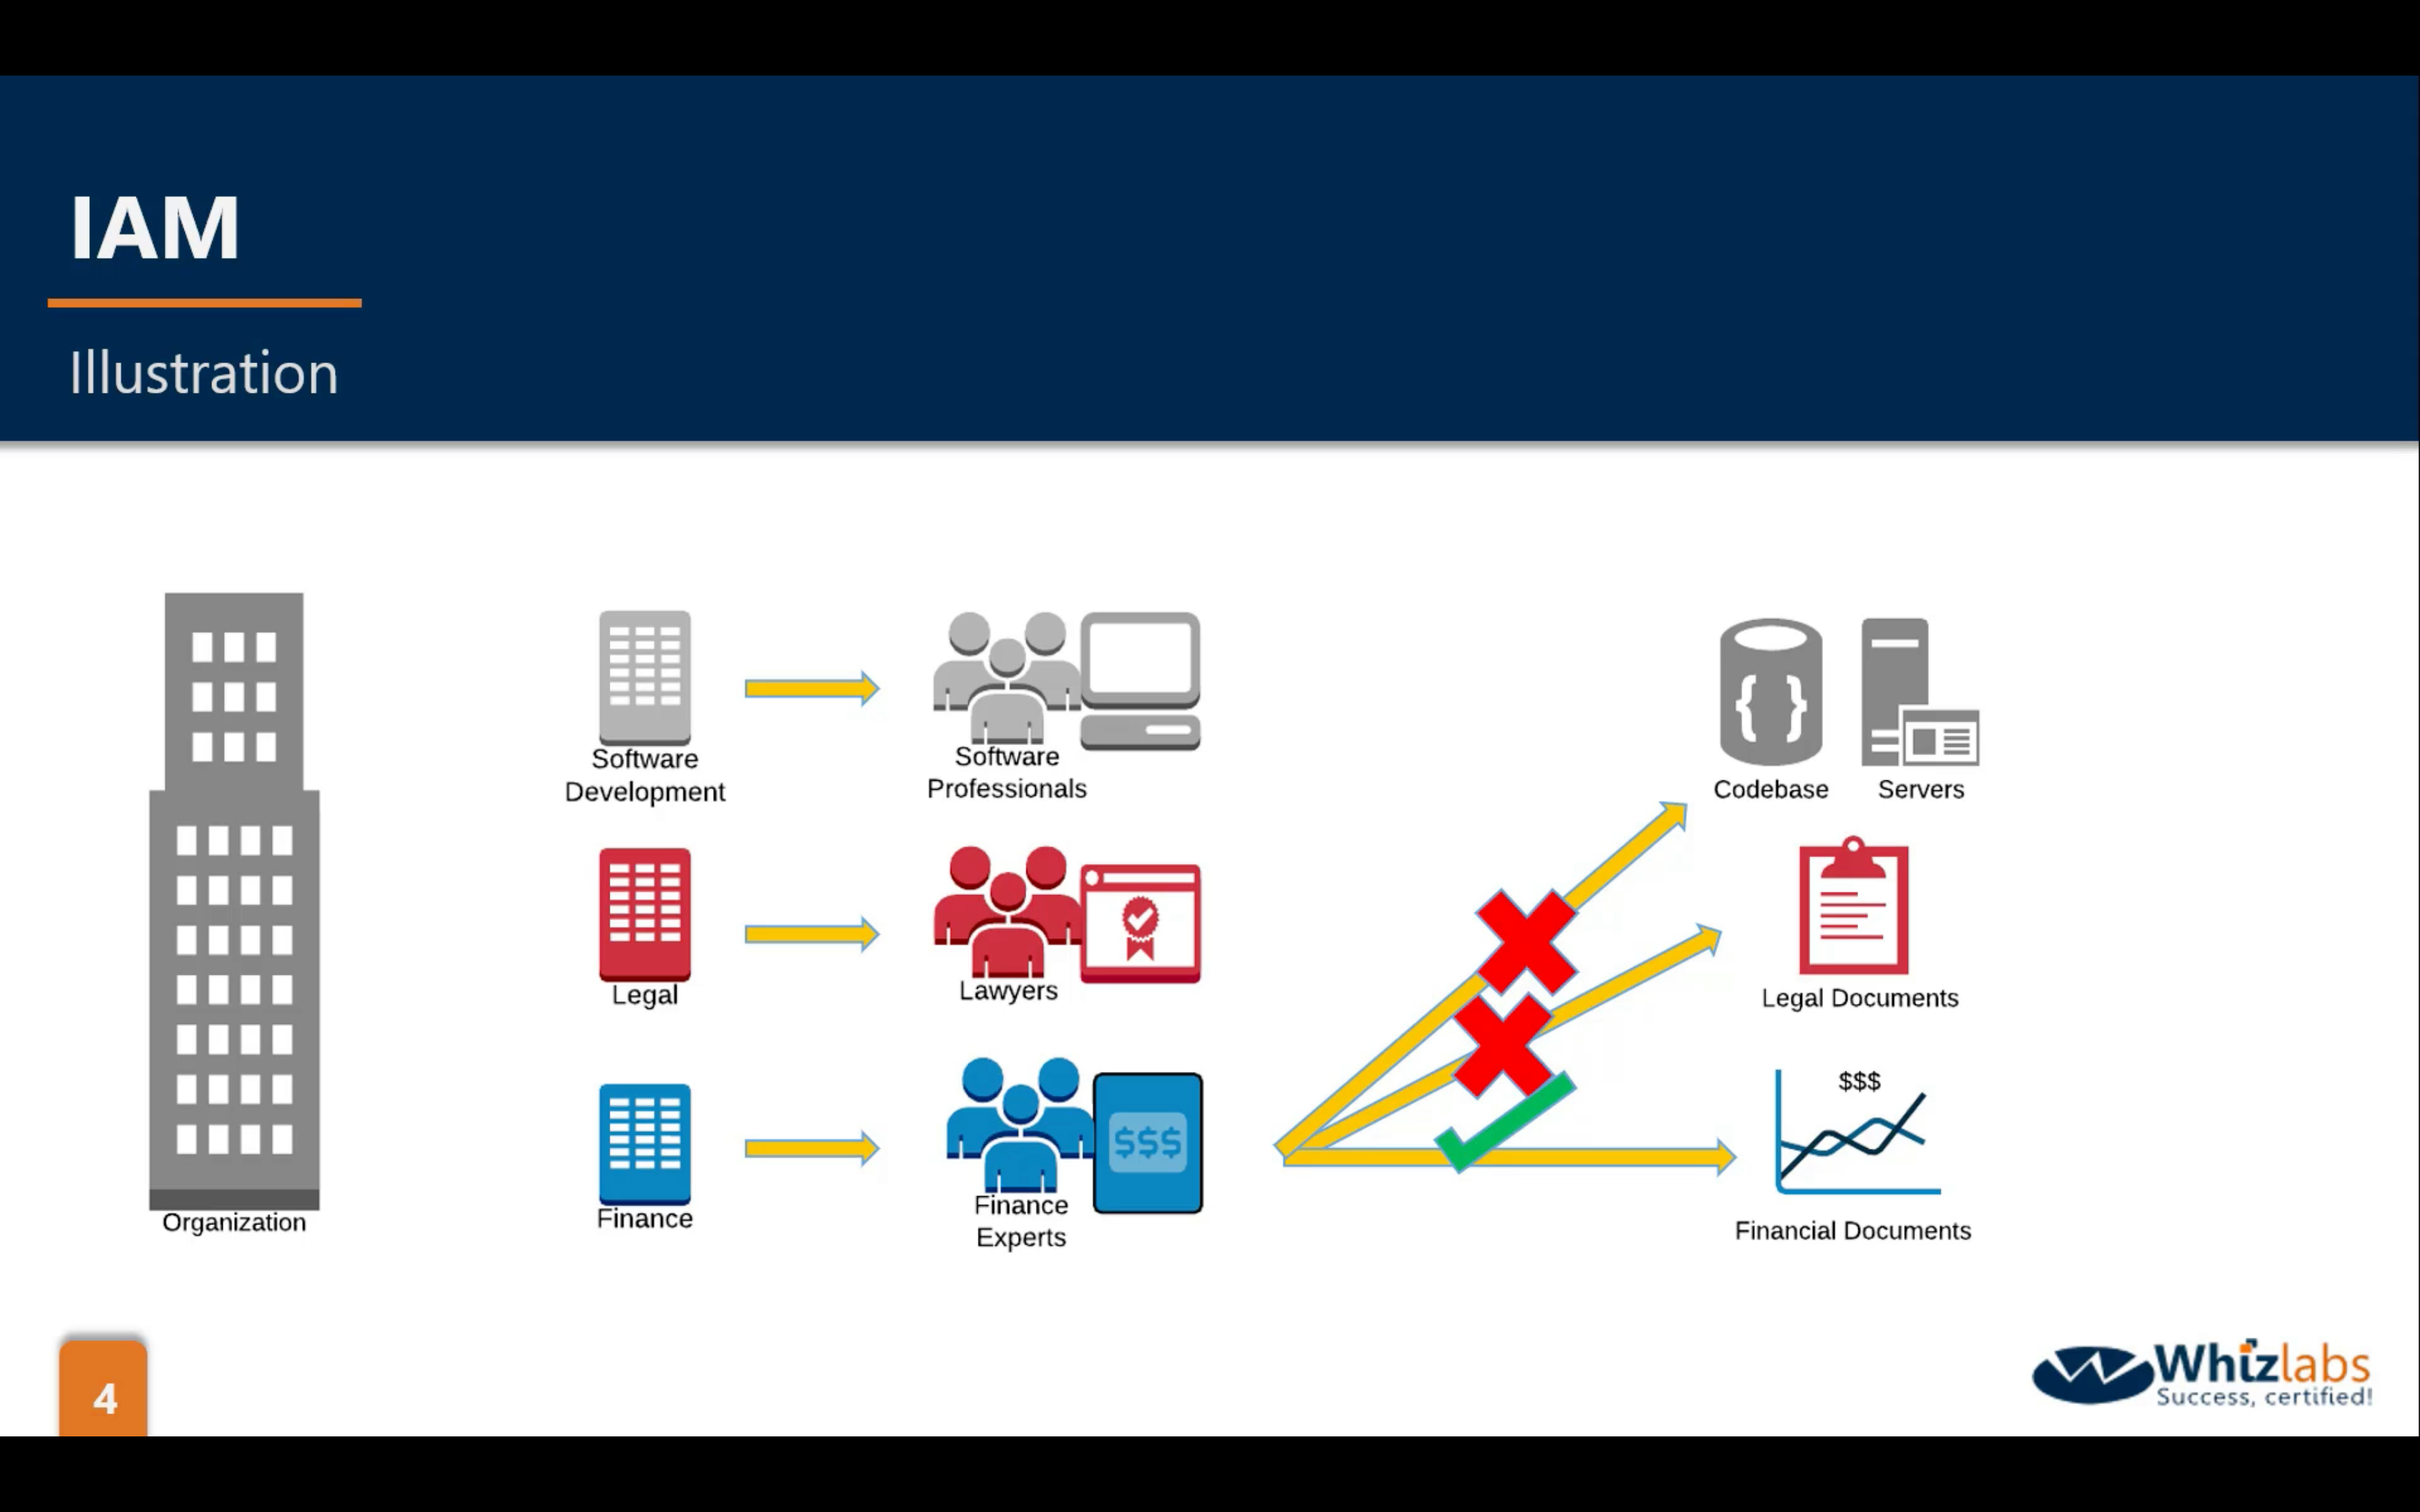 IAM
Illustration
Organization
Software
Development
Software
Professionals
Codebase
Servers
Legal
Lawyers
Legal Documents
Finance
$$$
Finance
Experts
$$$
Financial Documents
4
Whizlabs
Success, certified!